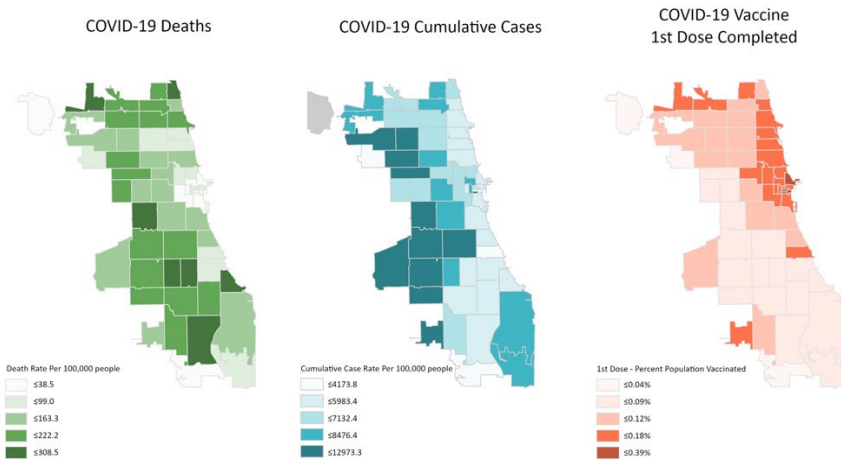 COVID-19 Deaths
COVID-19 Cumulative Cases
COVID-19 Vaccine
1st Dose Completed
Death Rate Per 100,000 people
≤38.5
≤99.0
≤163.3
≤222.2
≤308.5
Cumulative Case Rate Per 100,000 people
≤4173.8
≤5983.4
≤7132.4
≤8476.4
≤12973.3
1st Dose - Percent Population Vaccinated
≤0.04%
≤0.09%
≤0.12%
≤0.18%
≤0.39%